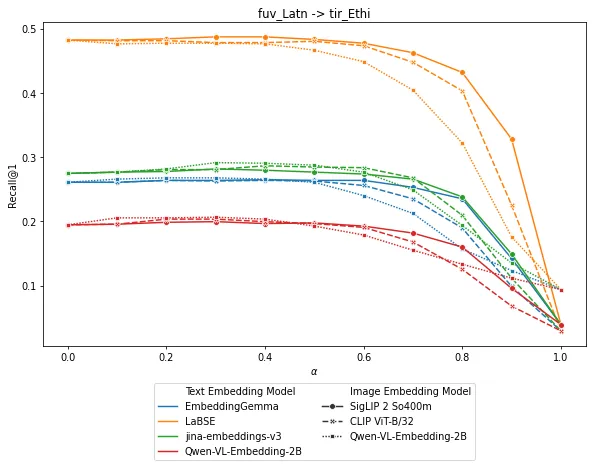 fuv_Latn -> tir_Ethi
Recall@1
0.5
0.4
0.3
0.2
0.1
0.0 0.2 0.4 0.6 0.8 1.0
α
Text Embedding Model
EmbeddingGemma
LaBSE
jina-embeddings-v3
Qwen-VL-Embedding-2B
Image Embedding Model
SigLIP 2 So400m
CLIP ViT-B/32
Qwen-VL-Embedding-2B